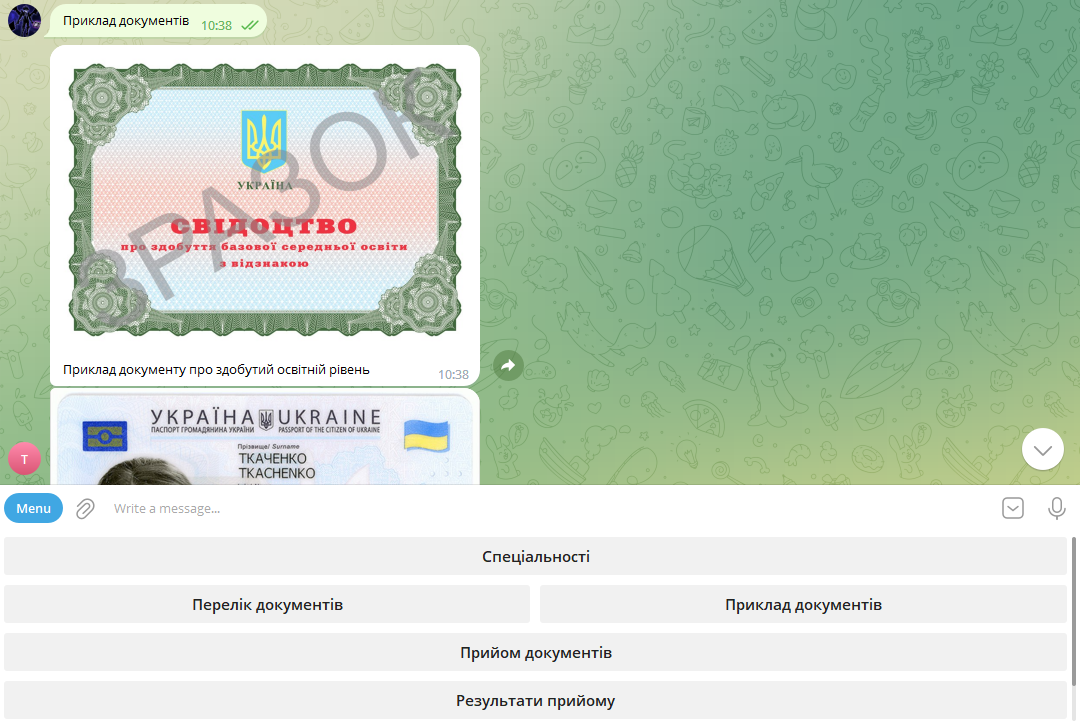 Приклад документів
10:38
ЗРАЗОК
УКРАЇНА
СВІДОЦТВО
про здобуття базової середньої освіти
з відзнакою
Приклад документу про здобутий освітній рівень
10:38
УКРАЇНА UKRAINE
ПАСПОРТ ГРОМАДЯНИНА УКРАЇНИ PASSPORT OF THE CITIZEN OF UKRAINE
Прізвище/ Surname
ТКАЧЕНКО
TKACHENKO
T
Menu
Write a message...
Спеціальності
Перелік документів
Приклад документів
Прийом документів
Результати прийому